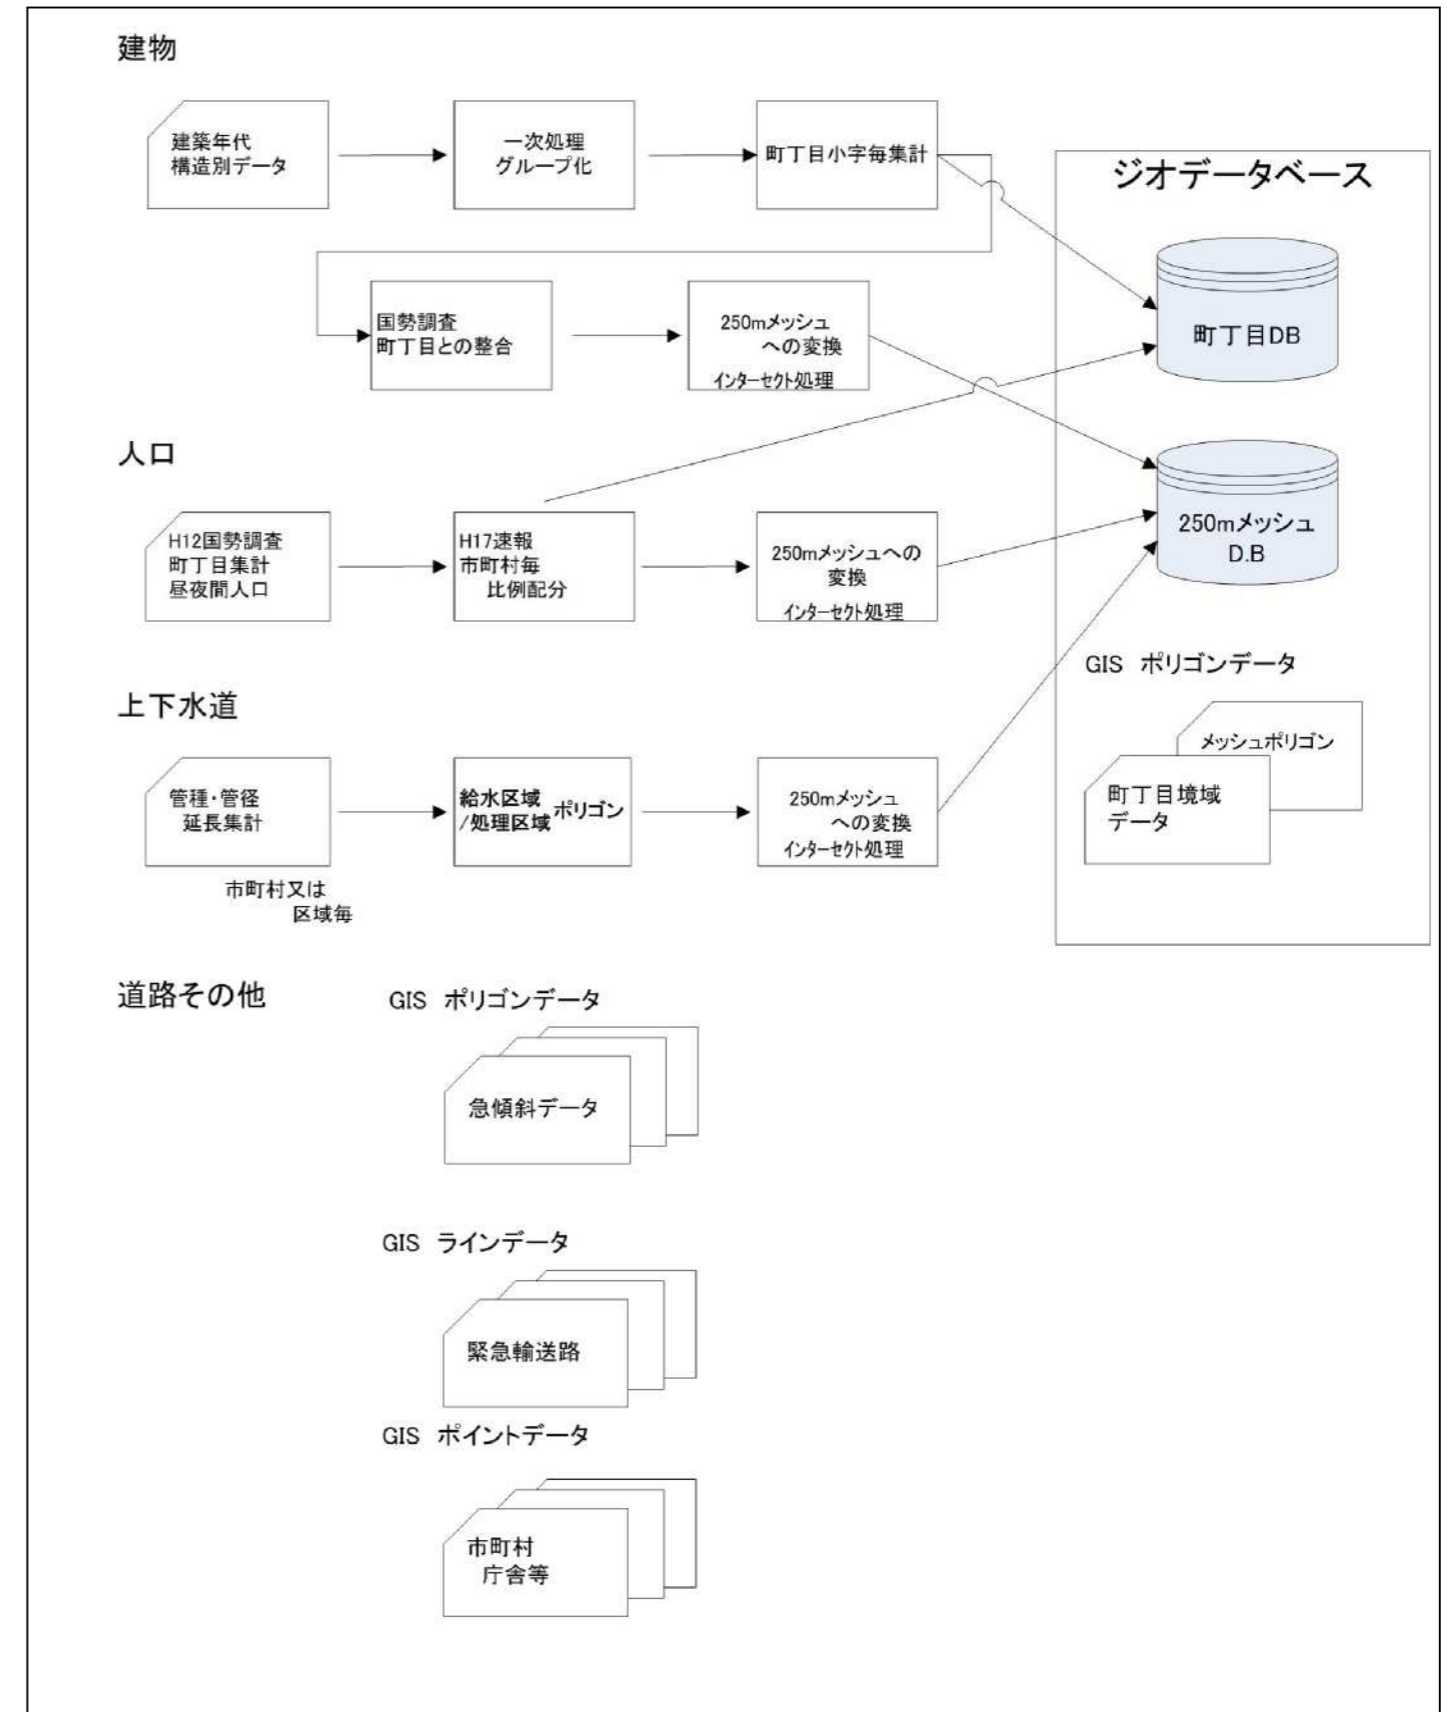 建物
建築年代
構造別データ
一次処理
グループ化
町丁目小字毎集計
ジオデータベース
町丁目DB
国勢調査
町丁目との整合
250mメッシュ
への変換
インターセクト処理
人口
H12国勢調査
町丁目集計
昼夜間人口
H17速報
市町村毎
比例配分
250mメッシュへの
変換
インターセクト処理
250mメッシュ
D.B
GIS ポリゴンデータ
メッシュポリゴン
町丁目境域
データ
上下水道
管種・管径
延長集計
市町村又は
区域毎
給水区域
/処理区域 ポリゴン
250mメッシュ
への変換
インターセクト処理
道路その他
GIS ポリゴンデータ
急傾斜データ
GIS ラインデータ
緊急輸送路
GIS ポイントデータ
市町村
庁舎等